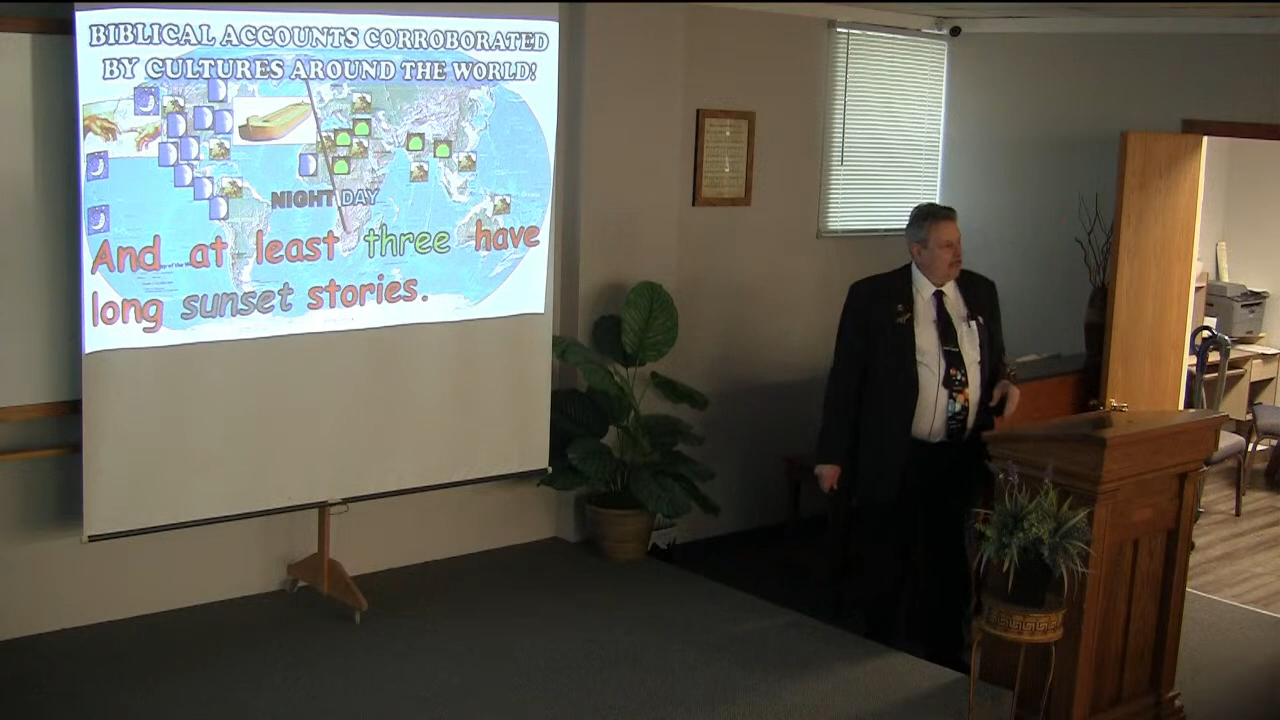 BIBLICAL ACCOUNTS CORROBORATED
BY CULTURES AROUND THE WORLD!
NIGHT DAY
And at least three have
long sunset stories.